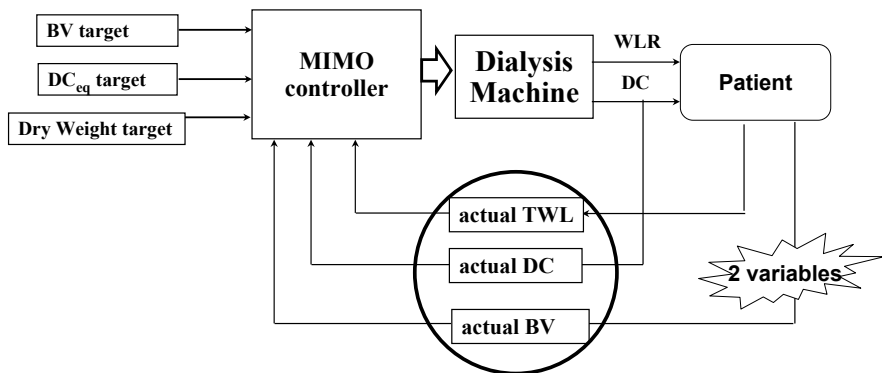 BV target
DCeq target
Dry Weight target
MIMO
controller
Dialysis
Machine
WLR
DC
Patient
actual TWL
actual DC
actual BV
2 variables